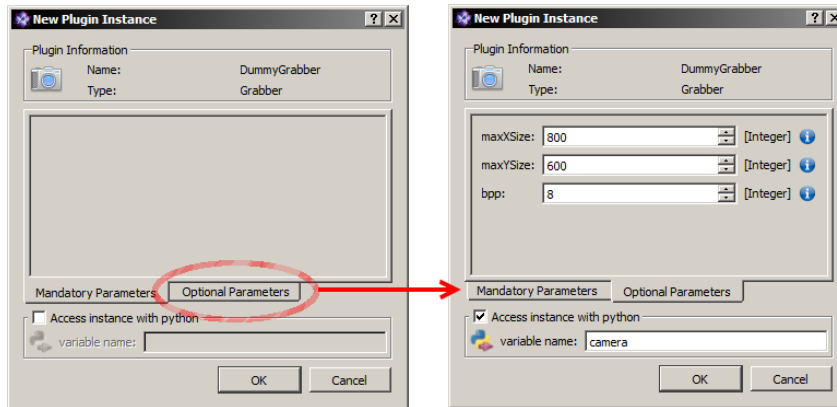 New Plugin Instance
Plugin Information
Name: DummyGrabber
Type: Grabber
Mandatory Parameters Optional Parameters
Access instance with python
variable name:
OK Cancel
New Plugin Instance
Plugin Information
Name: DummyGrabber
Type: Grabber
maxXSize: 800 [Integer]
maxYSize: 600 [Integer]
bpp: 8 [Integer]
Mandatory Parameters Optional Parameters
Access instance with python
variable name: camera
OK Cancel